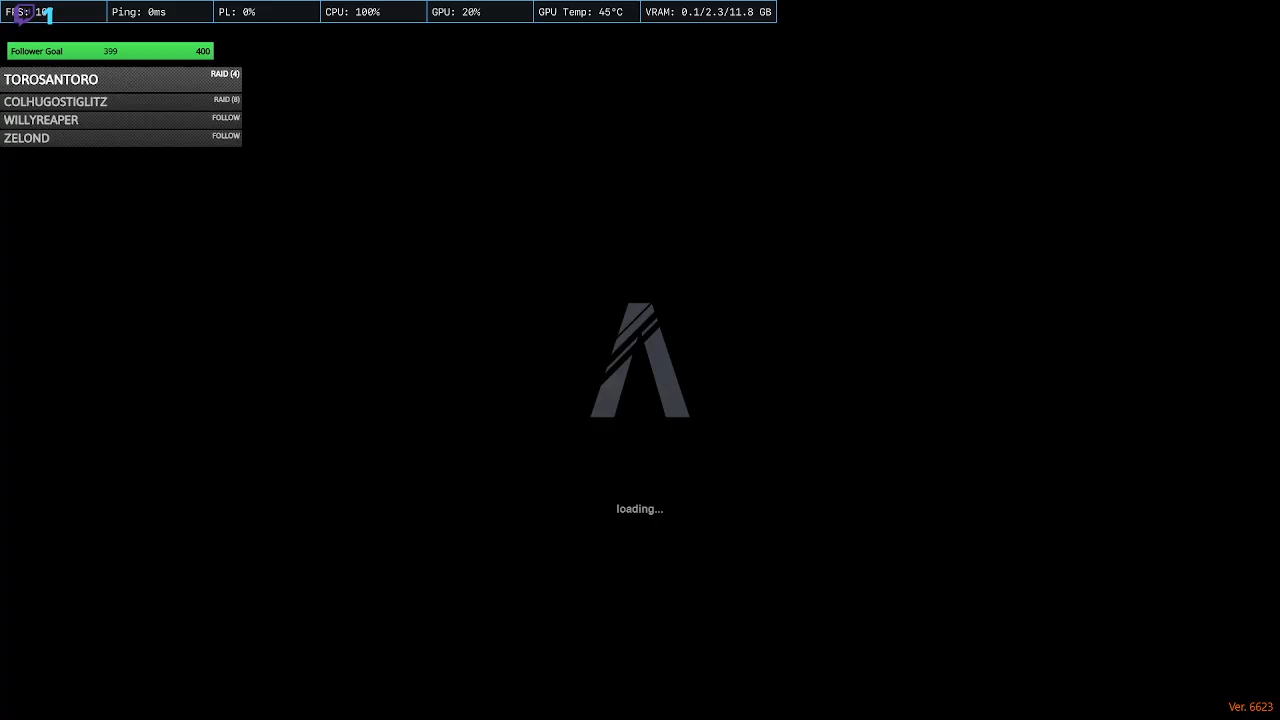 Ping: 0ms PL: 0% CPU: 100% GPU: 20% GPU Temp: 45°C VRAM: 0.1/2.3/11.8 GB
Follower Goal 399 400
TOROSANTORO RAID (4)
COLHUGOSTIGLITZ RAID (8)
WILLYREAPER FOLLOW
ZELOND FOLLOW
loading...
Ver. 6623